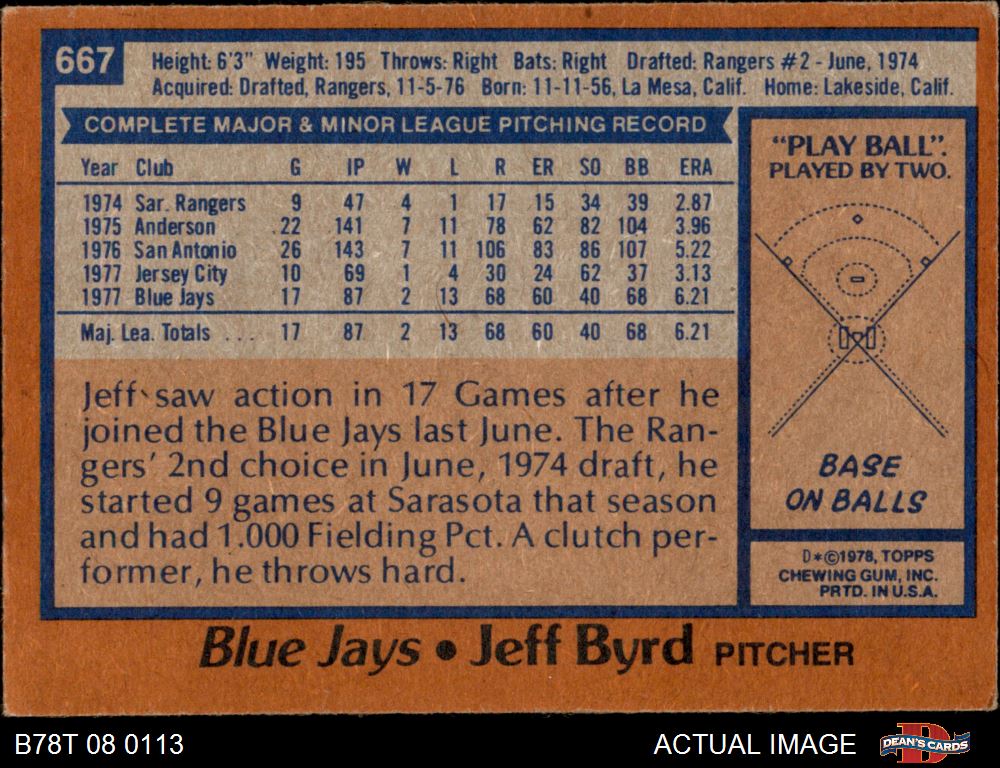 667
Height: 6'3" Weight: 195 Throws: Right Bats: Right Drafted: Rangers #2 - June, 1974
Acquired: Drafted, Rangers, 11-5-76 Born: 11-11-56, La Mesa, Calif. Home: Lakeside, Calif.
COMPLETE MAJOR & MINOR LEAGUE PITCHING RECORD
Year Club G IP W L R ER SO BB ERA
1974 Sar. Rangers 9 47 4 1 17 15 34 39 2.87
1975 Anderson 22 141 7 11 78 62 82 104 3.96
1976 San Antonio 26 143 7 11 106 83 86 107 5.22
1977 Jersey City 10 69 1 4 30 24 62 37 3.13
1977 Blue Jays 17 87 2 13 68 60 40 68 6.21
Maj. Lea. Totals . . . 17 87 2 13 68 60 40 68 6.21
Jeff saw action in 17 Games after he
joined the Blue Jays last June. The Ran-
gers' 2nd choice in June, 1974 draft, he
started 9 games at Sarasota that season
and had 1.000 Fielding Pct. A clutch per-
former, he throws hard.
"PLAY BALL".
PLAYED BY TWO.
BASE
ON BALLS
D*©1978, TOPPS
CHEWING GUM, INC.
PRTD. IN U.S.A.
Blue Jays • Jeff Byrd PITCHER
B78T 08 0113
ACTUAL IMAGE
DEAN'S CARDS